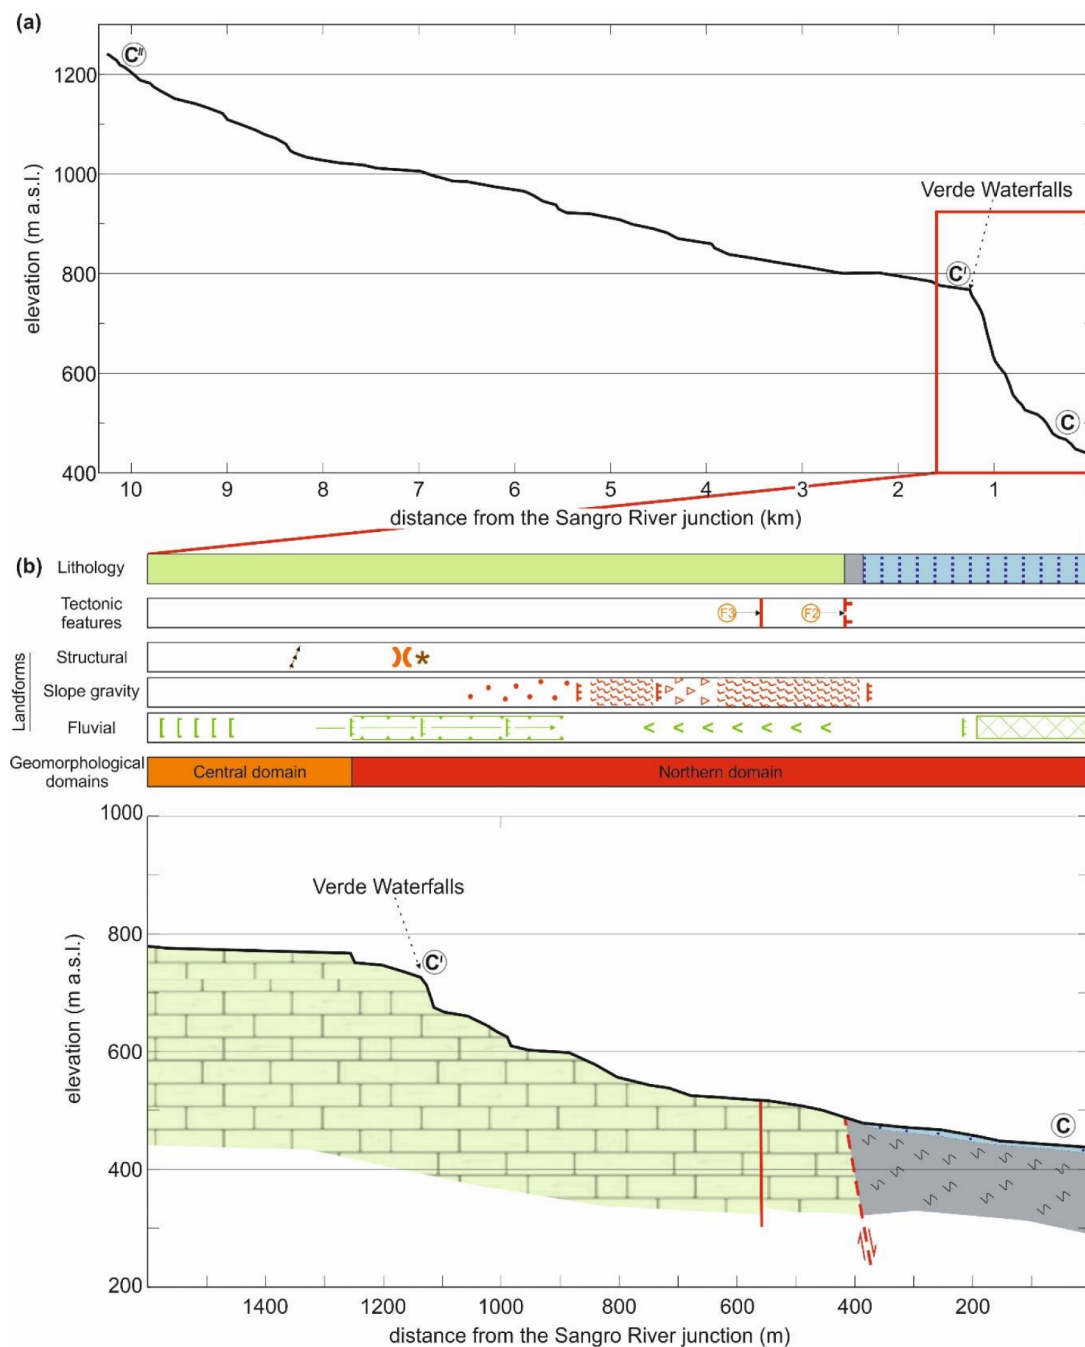 (a)
C"
1200
1000
800
600
400
elevation (m a.s.l.)
Verde Waterfalls
C'
C
10 9 8 7 6 5 4 3 2 1
distance from the Sangro River junction (km)
(b)
Lithology
Tectonic
features
F3 F2
Landforms
Structural
Slope gravity
Fluvial
Geomorphological
domains
Central domain Northern domain
1000
800
600
400
200
elevation (m a.s.l.)
Verde Waterfalls
C'
C
1400 1200 1000 800 600 400 200
distance from the Sangro River junction (m)